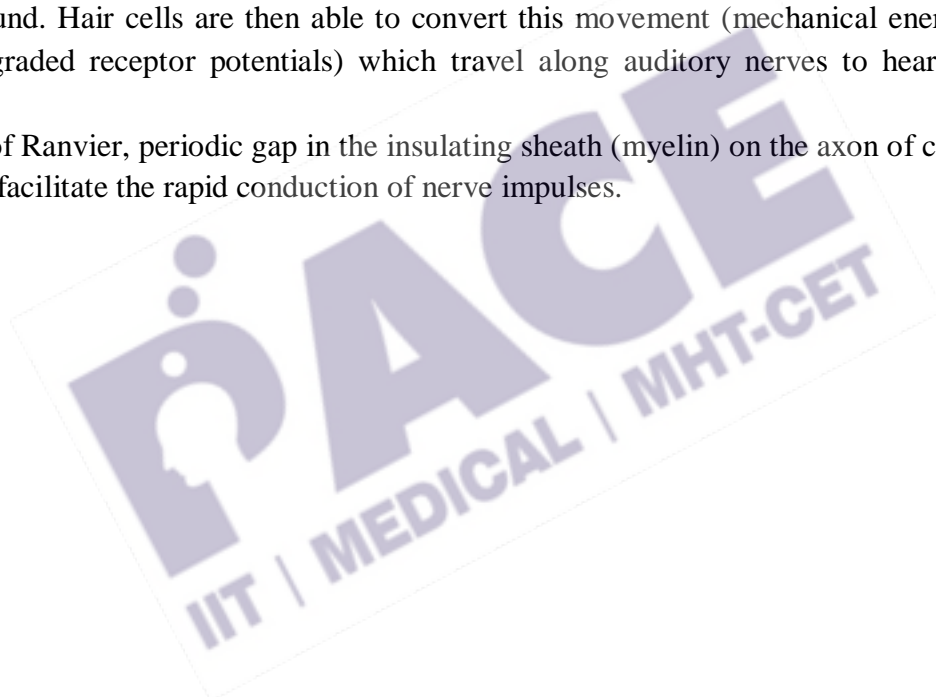 und. Hair cells are then able to convert this movement (mechanical ener
graded receptor potentials) which travel along auditory nerves to hear
of Ranvier, periodic gap in the insulating sheath (myelin) on the axon of c
facilitate the rapid conduction of nerve impulses.
PACE
IIT | MEDICAL | MHT-CET